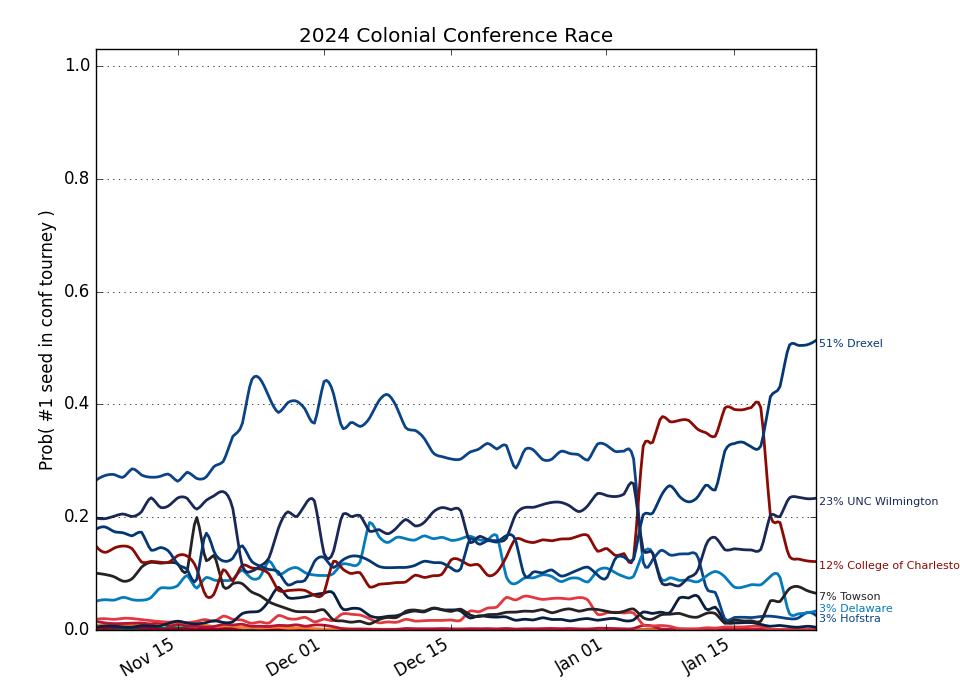 2024 Colonial Conference Race
Prob( #1 seed in conf tourney )
1.0
0.8
0.6
0.4
0.2
0.0
Nov 15
Dec 01
Dec 15
Jan 01
Jan 15
51% Drexel
23% UNC Wilmington
12% College of Charlesto
7% Towson
3% Delaware
3% Hofstra